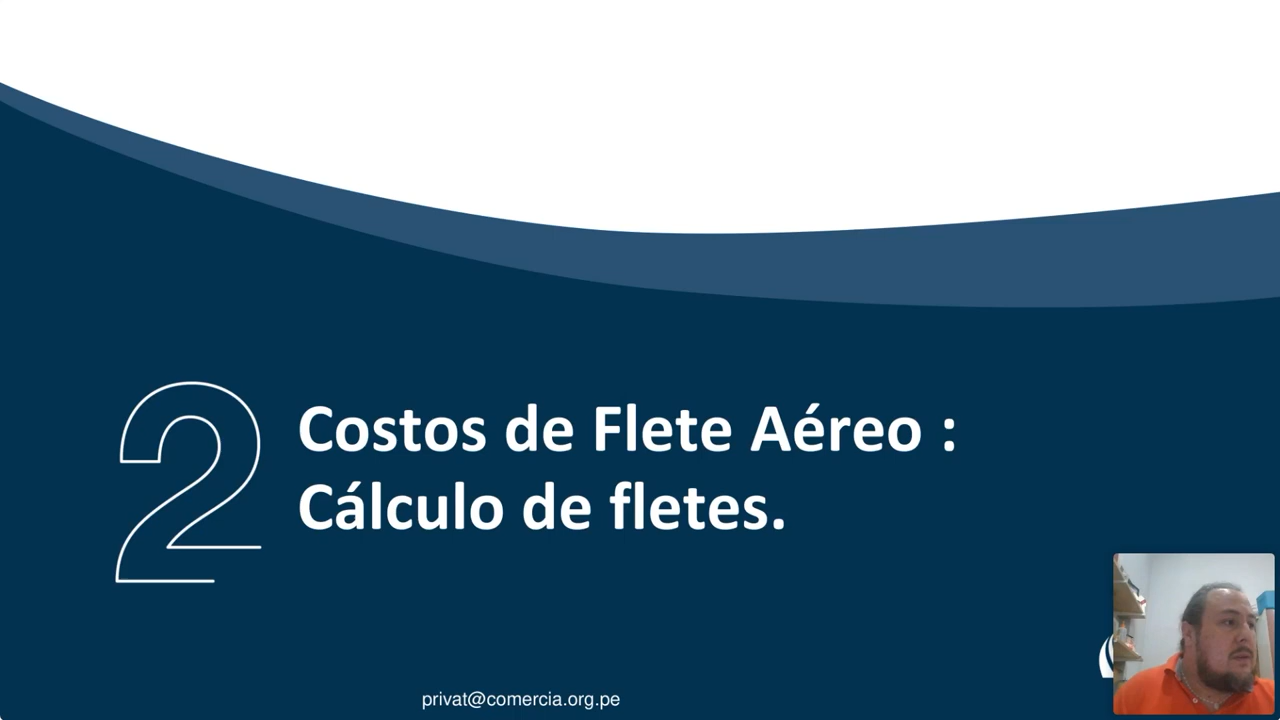 2
Costos de Flete Aéreo :
Cálculo de fletes.
privat@comercia.org.pe